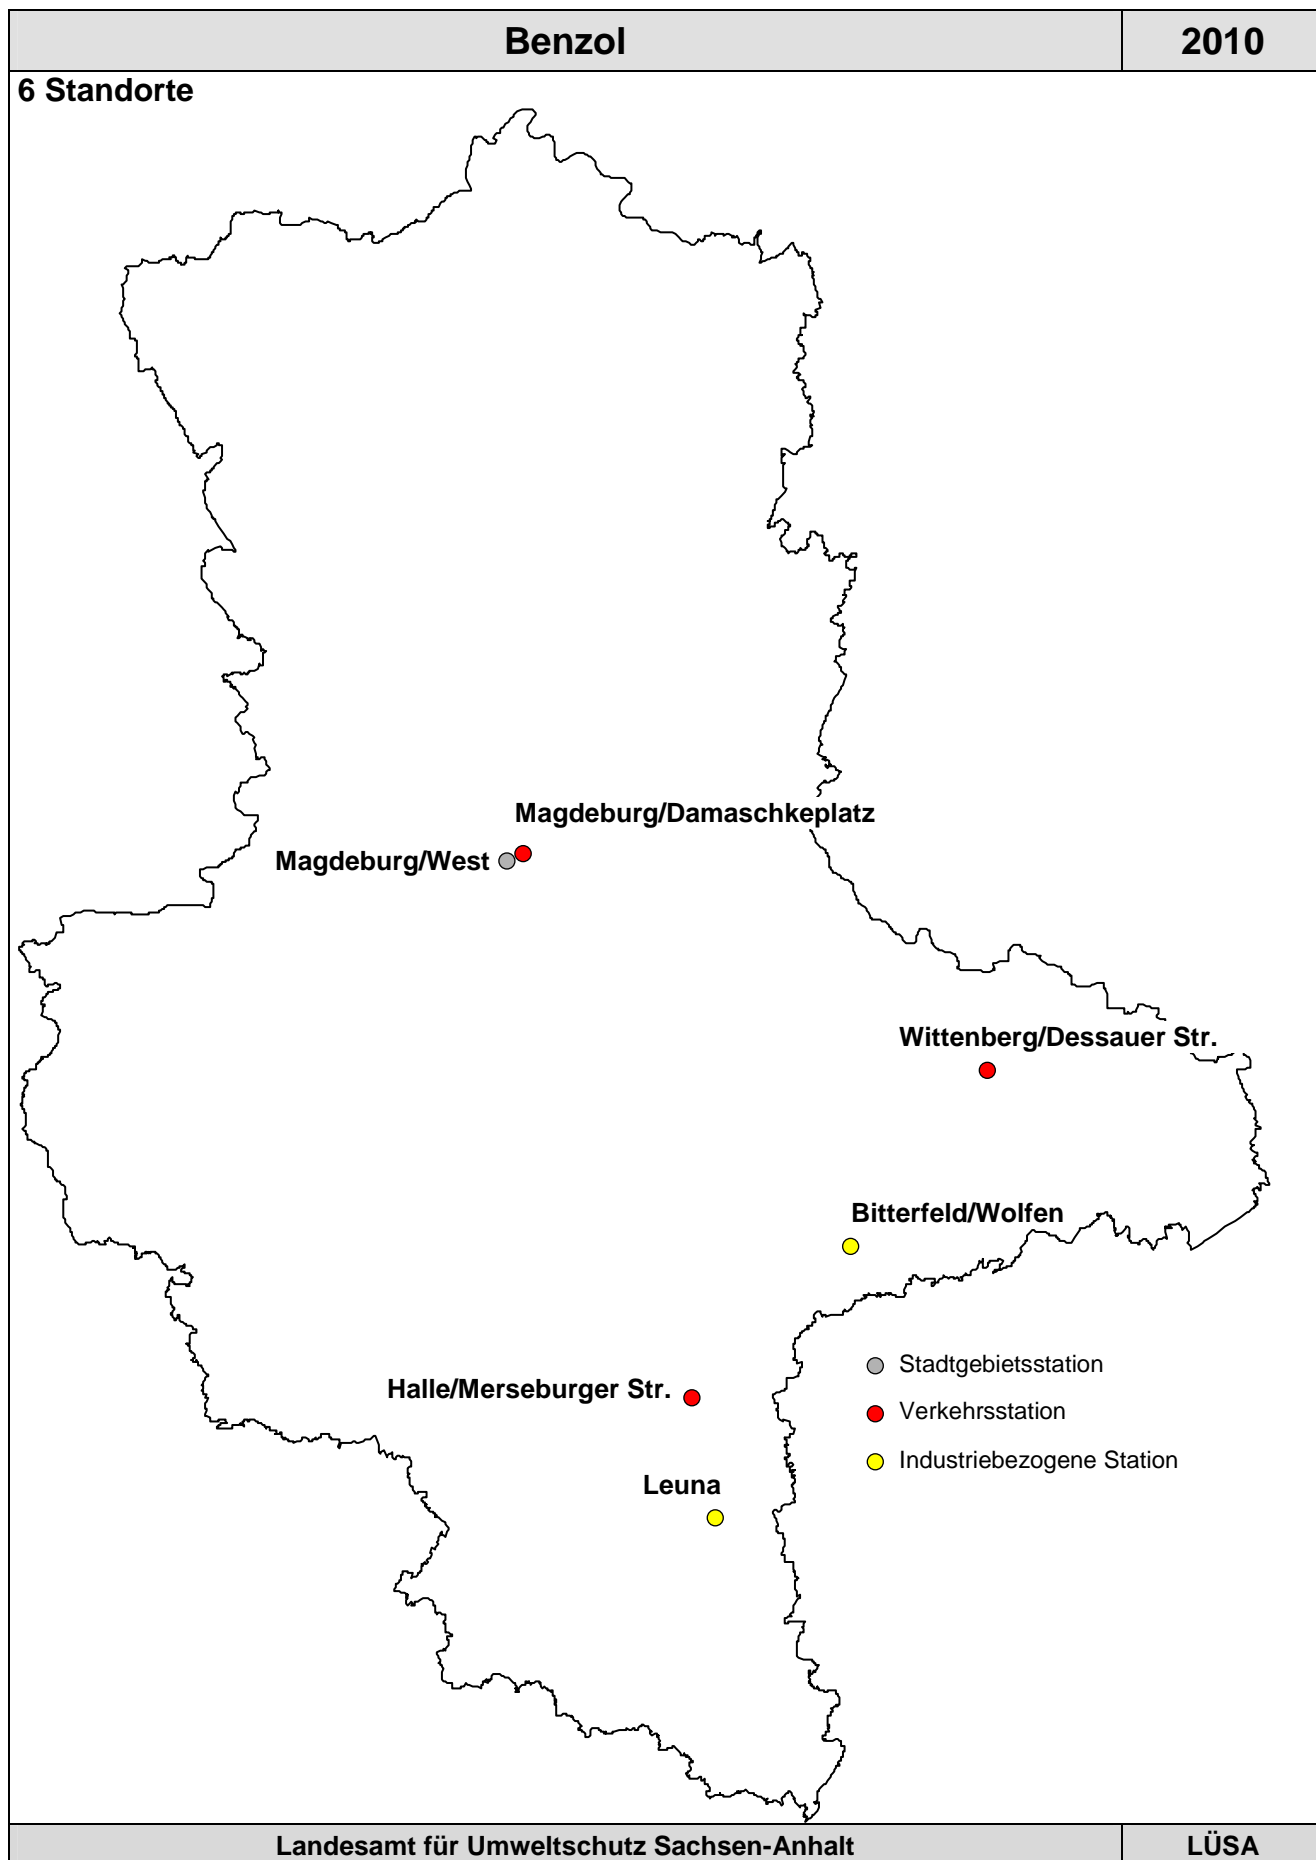 Benzol
2010
6 Standorte
Magdeburg/Damaschkeplatz
Magdeburg/West
Wittenberg/Dessauer Str.
Bitterfeld/Wolfen
Stadtgebietsstation
Halle/Merseburger Str.
Verkehrsstation
Industriebezogene Station
Leuna
Landesamt für Umweltschutz Sachsen-Anhalt
LÜSA